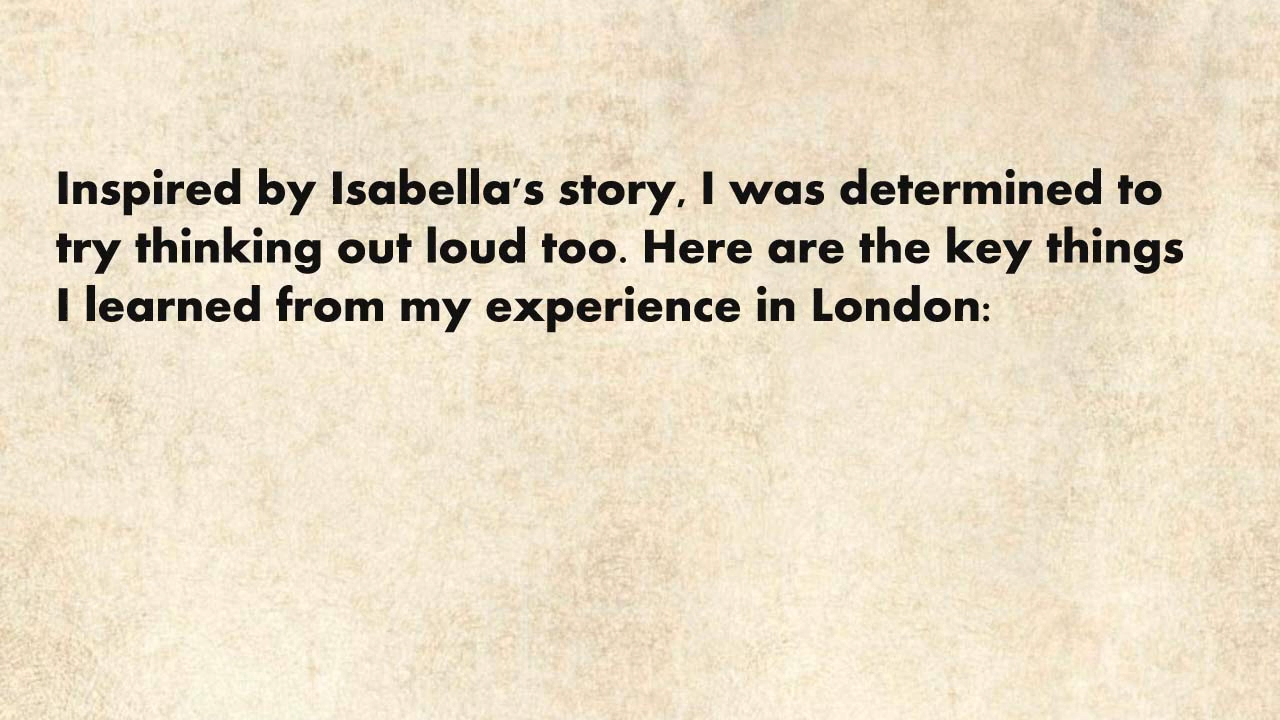 Inspired by Isabella's story, I was determined to
try thinking out loud too. Here are the key things
I learned from my experience in London: